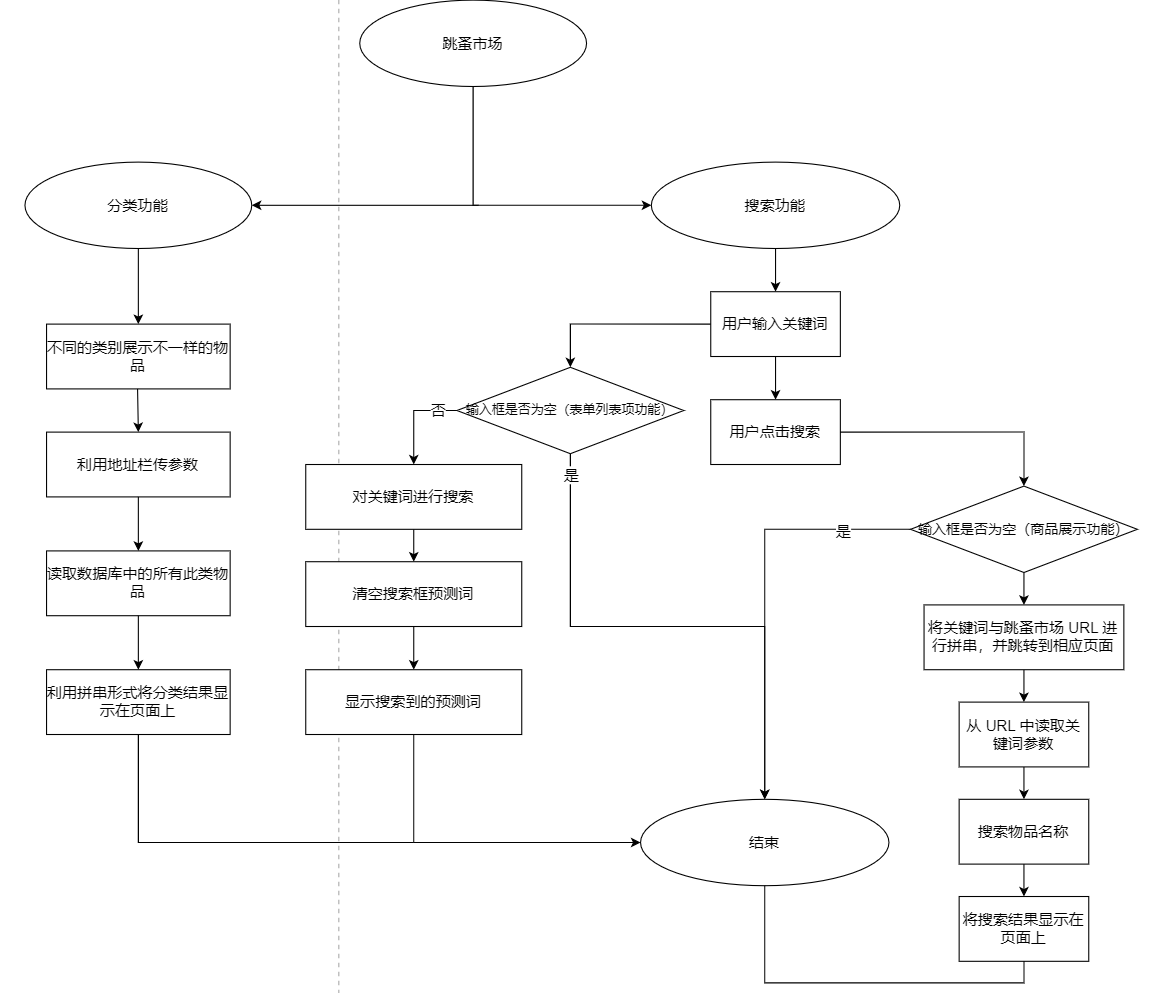 跳蚤市场
分类功能
搜索功能
不同的类别展示不一样的物
品
利用地址栏传参数
读取数据库中的所有此类物
品
利用拼串形式将分类结果显
示在页面上
用户输入关键词
用户点击搜索
输入框是否为空（表单列表项功能）
否
是
对关键词进行搜索
清空搜索框预测词
显示搜索到的预测词
输入框是否为空（商品展示功能）
是
将关键词与跳蚤市场 URL 进
行拼串，并跳转到相应页面
从 URL 中读取关
键词参数
搜索物品名称
将搜索结果显示在
页面上
结束